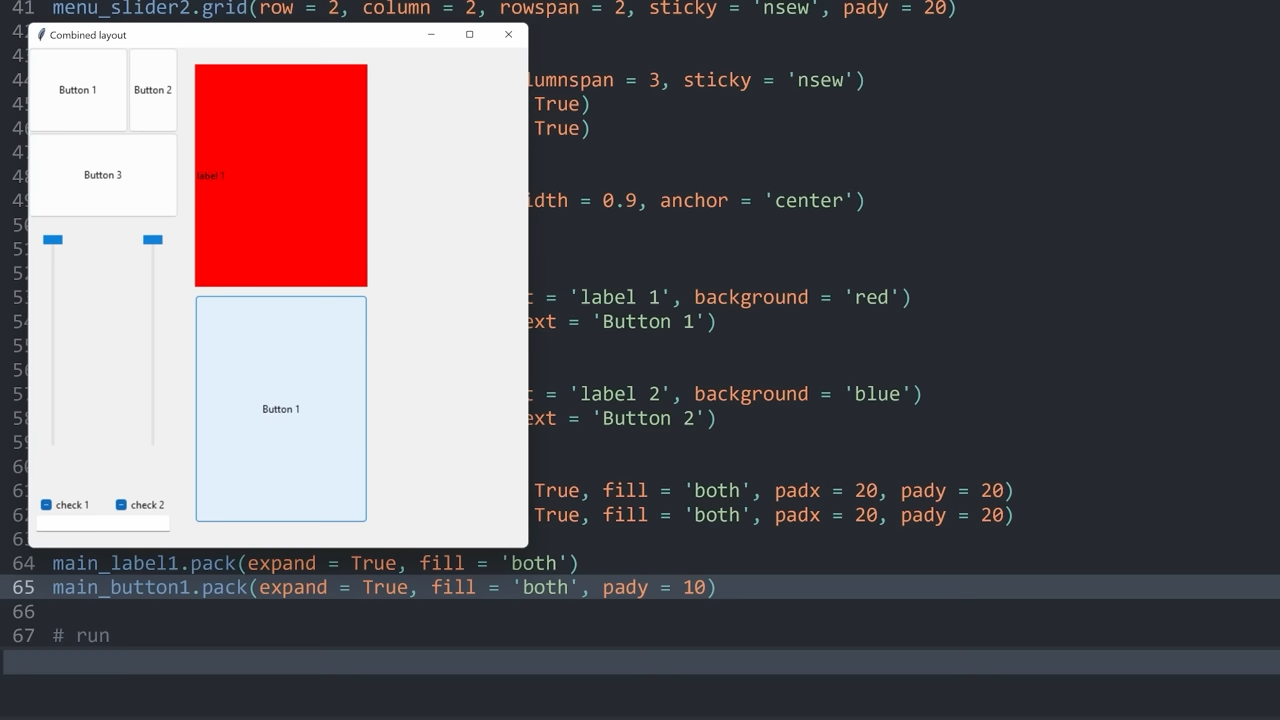 41 menu_slider2.grid(row = 2, column = 2, rowspan = 2, sticky = 'nsew', pady = 20)
Combined layout
Button 1
Button 2
Button 3
label 1
Button 1
check 1
check 2
lumnspan = 3, sticky = 'nsew')
True)
True)
idth = 0.9, anchor = 'center')
= 'label 1', background = 'red')
ext = 'Button 1')
= 'label 2', background = 'blue')
ext = 'Button 2')
True, fill = 'both', padx = 20, pady = 20)
True, fill = 'both', padx = 20, pady = 20)
64 main_label1.pack(expand = True, fill = 'both')
65 main_button1.pack(expand = True, fill = 'both', pady = 10)
66
67 # run